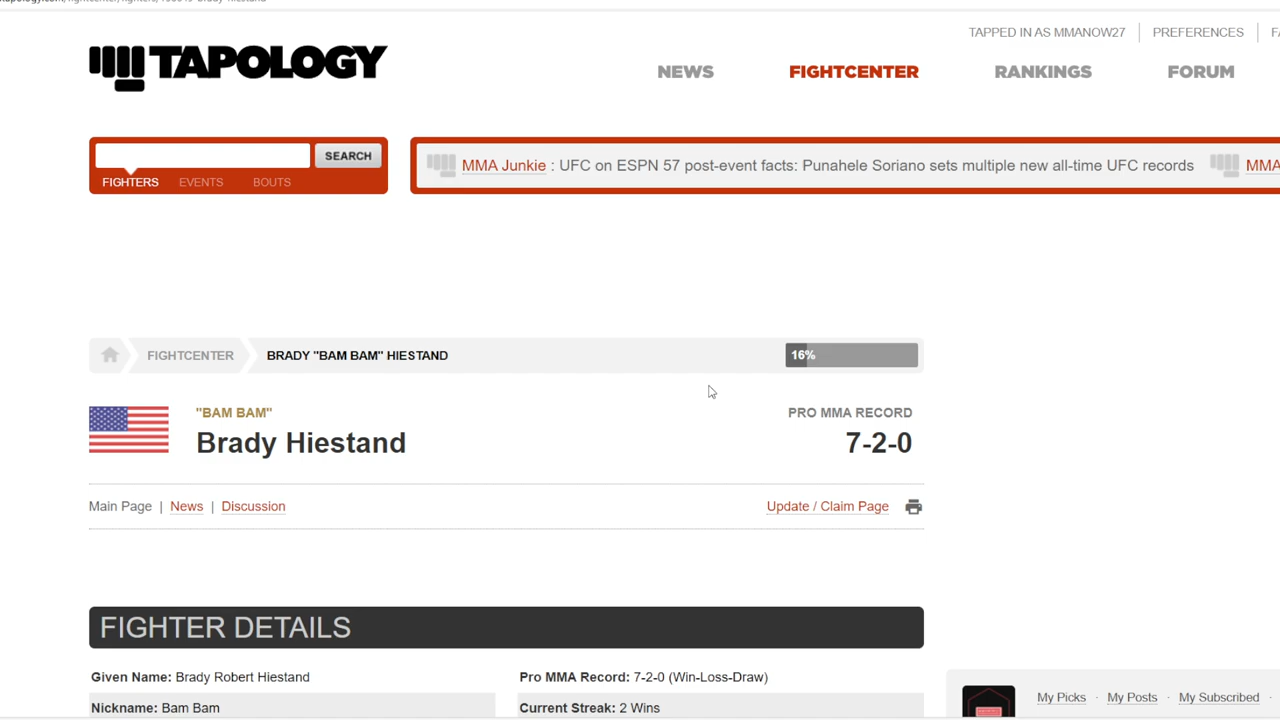 TAPPED IN AS MMANOW27 PREFERENCES
TAPOLOGY
NEWS FIGHTCENTER RANKINGS FORUM
SEARCH
FIGHTERS EVENTS BOUTS
MMA Junkie : UFC on ESPN 57 post-event facts: Punahele Soriano sets multiple new all-time UFC records
FIGHTCENTER BRADY "BAM BAM" HIESTAND 16%
"BAM BAM"
Brady Hiestand
PRO MMA RECORD
7-2-0
Main Page | News | Discussion
Update / Claim Page
FIGHTER DETAILS
Given Name: Brady Robert Hiestand
Pro MMA Record: 7-2-0 (Win-Loss-Draw)
Nickname: Bam Bam
Current Streak: 2 Wins
My Picks · My Posts · My Subscribed ·